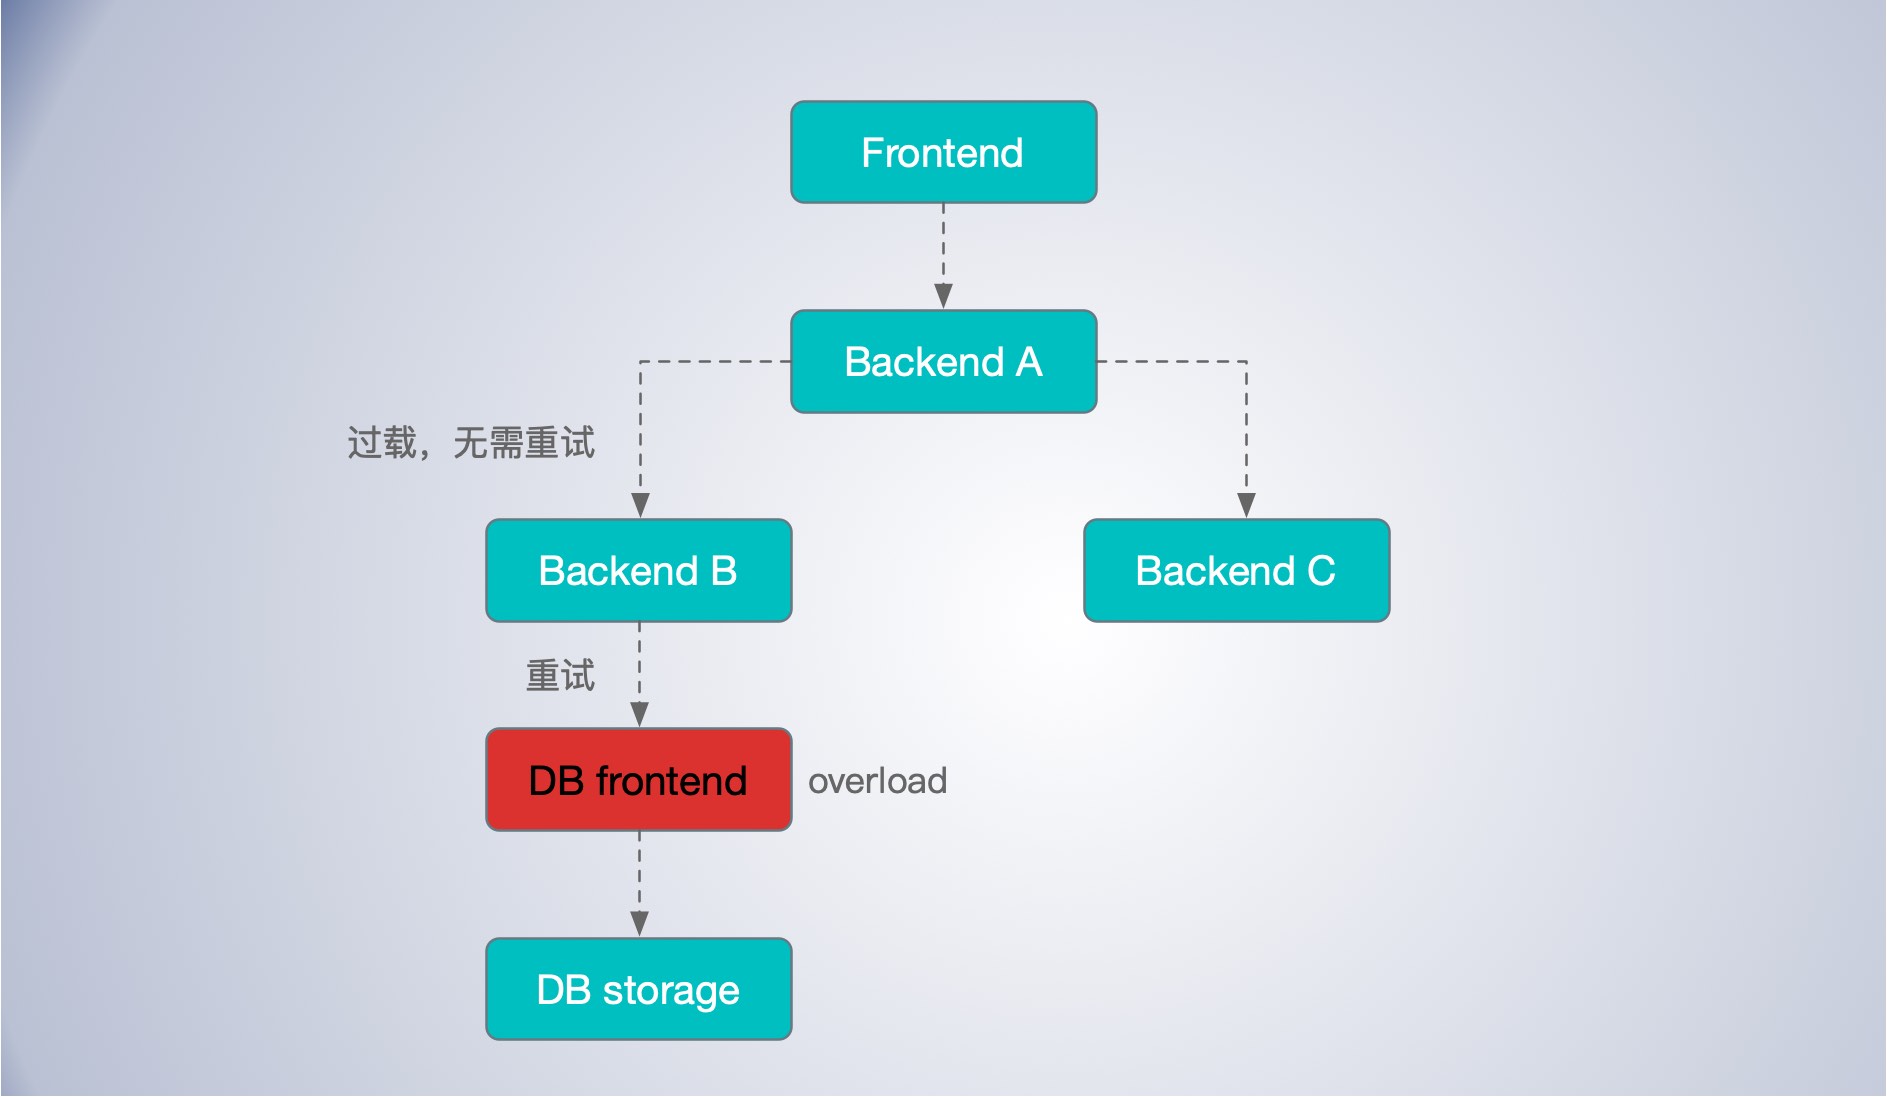 Frontend
Backend A
过载，无需重试
Backend B
Backend C
重试
DB frontend
overload
DB storage